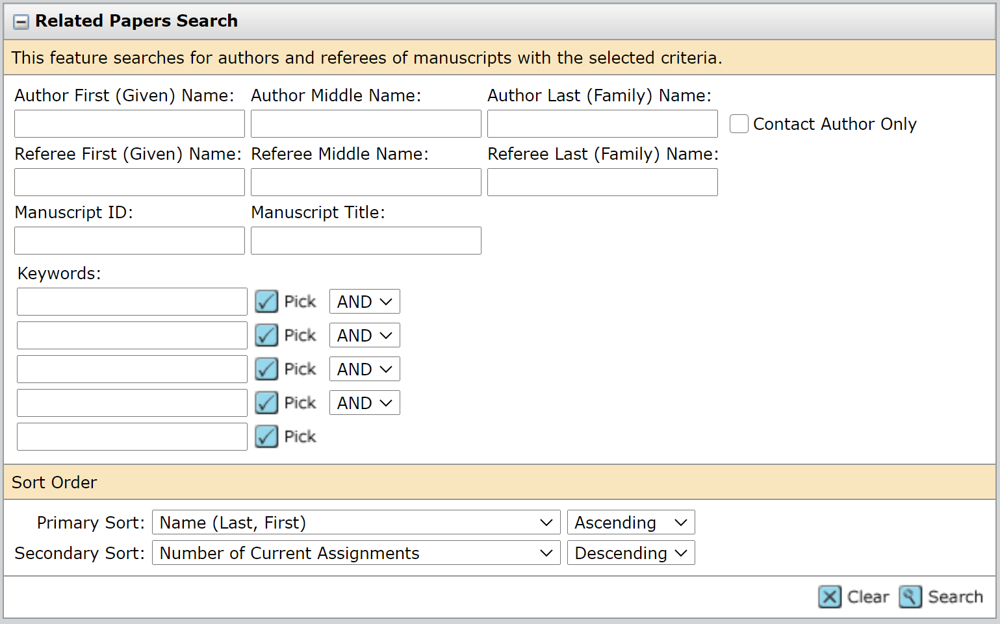 Related Papers Search
This feature searches for authors and referees of manuscripts with the selected criteria.
Author First (Given) Name: Author Middle Name: Author Last (Family) Name:
Contact Author Only
Referee First (Given) Name: Referee Middle Name: Referee Last (Family) Name:
Manuscript ID: Manuscript Title:
Keywords:
Pick AND
Pick AND
Pick AND
Pick AND
Pick
Sort Order
Primary Sort: Name (Last, First) Ascending
Secondary Sort: Number of Current Assignments Descending
Clear Search